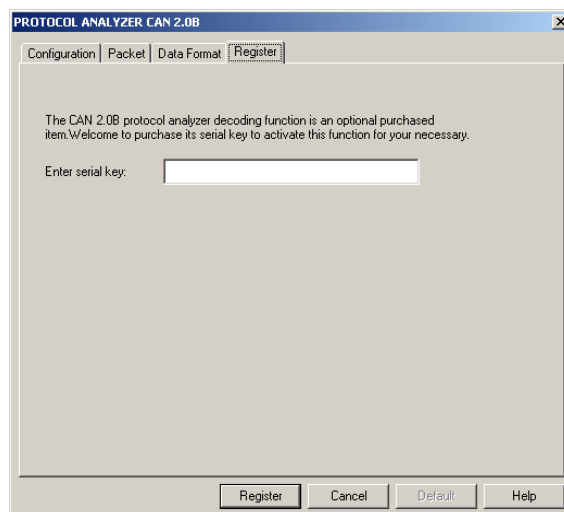 PROTOCOL ANALYZER CAN 2.0B
Configuration Packet Data Format Register
The CAN 2.0B protocol analyzer decoding function is an optional purchased
item.Welcome to purchase its serial key to activate this function for your necessary.
Enter serial key:
Register Cancel Default Help